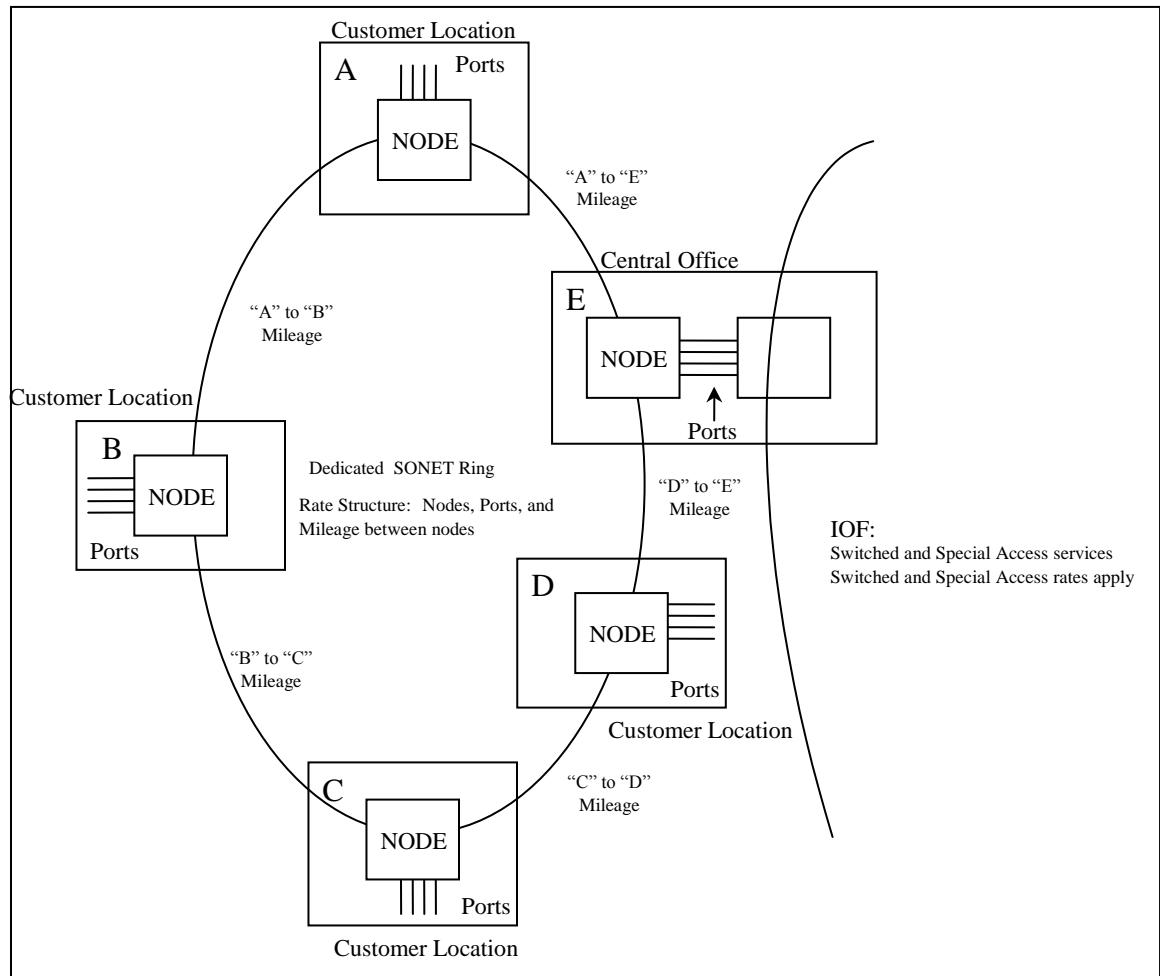 Customer Location
A
Ports
NODE
“A” to “E”
Mileage
Central Office
E
NODE
Ports
“A” to “B”
Mileage
Customer Location
B
NODE
Ports
Dedicated SONET Ring
Rate Structure: Nodes, Ports, and
Mileage between nodes
“D” to “E”
Mileage
IOF:
Switched and Special Access services
Switched and Special Access rates apply
D
NODE
Ports
Customer Location
“B” to “C”
Mileage
“C” to “D”
Mileage
C
NODE
Ports
Customer Location